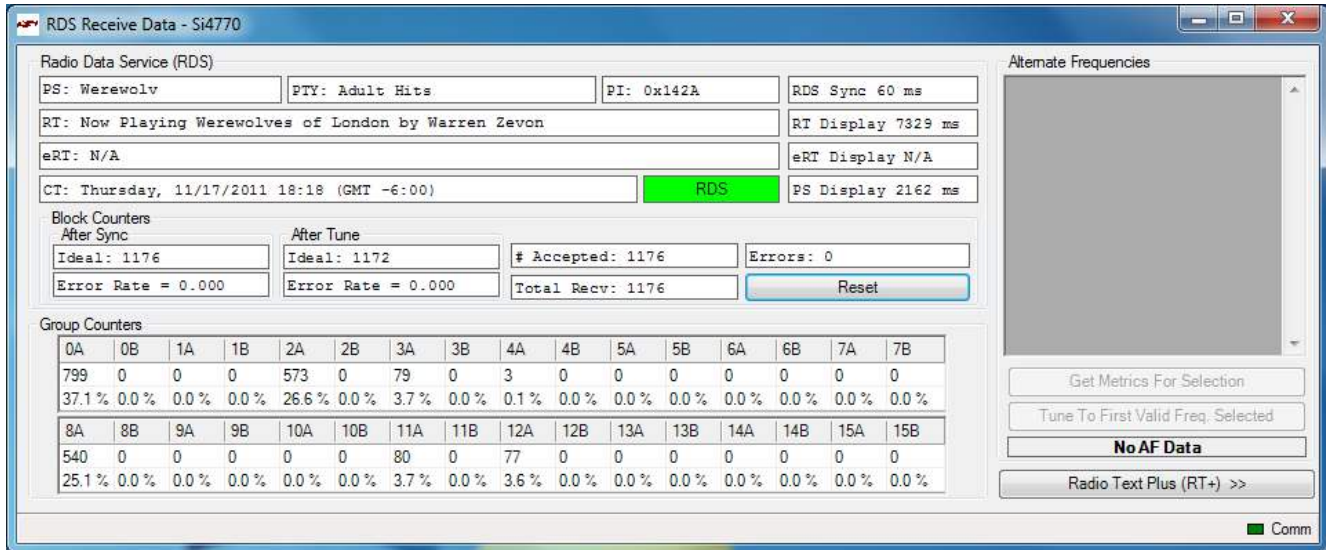 RDS Receive Data - Si4770
Radio Data Service (RDS)
PS: Werewolv
PTY: Adult Hits
PI: 0x142A
RDS Sync 60 ms
RT: Now Playing Werewolves of London by Warren Zevon
RT Display 7329 ms
eRT: N/A
eRT Display N/A
CT: Thursday, 11/17/2011 18:18 (GMT -6:00)
RDS
PS Display 2162 ms
Block Counters
After Sync
Ideal: 1176
Error Rate = 0.000
After Tune
Ideal: 1172
Error Rate = 0.000
# Accepted: 1176
Errors: 0
Total Recv: 1176
Reset
Group Counters
0A 0B 1A 1B 2A 2B 3A 3B 4A 4B 5A 5B 6A 6B 7A 7B
799 0 0 0 573 0 79 0 3 0 0 0 0 0 0 0
37.1 % 0.0 % 0.0 % 0.0 % 26.6 % 0.0 % 3.7 % 0.0 % 0.1 % 0.0 % 0.0 % 0.0 % 0.0 % 0.0 % 0.0 % 0.0 %
8A 8B 9A 9B 10A 10B 11A 11B 12A 12B 13A 13B 14A 14B 15A 15B
540 0 0 0 0 0 80 0 77 0 0 0 0 0 0 0
25.1 % 0.0 % 0.0 % 0.0 % 0.0 % 0.0 % 3.7 % 0.0 % 3.6 % 0.0 % 0.0 % 0.0 % 0.0 % 0.0 % 0.0 % 0.0 %
Alternate Frequencies
Get Metrics For Selection
Tune To First Valid Freq. Selected
No AF Data
Radio Text Plus (RT+) >>
Comm